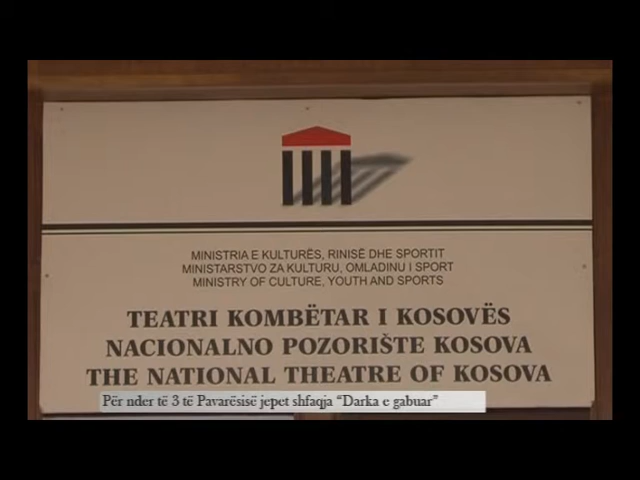 MINISTRIA E KULTURËS, RINISË DHE SPORTIT
MINISTARSTVO ZA KULTURU, OMLADINU I SPORT
MINISTRY OF CULTURE, YOUTH AND SPORTS
TEATRI KOMBËTAR I KOSOVËS
NACIONALNO POZORIŠTE KOSOVA
THE NATIONAL THEATRE OF KOSOVA
Për nder të 3 të Pavarësisë jepet shfaqja “Darka e gabuar”